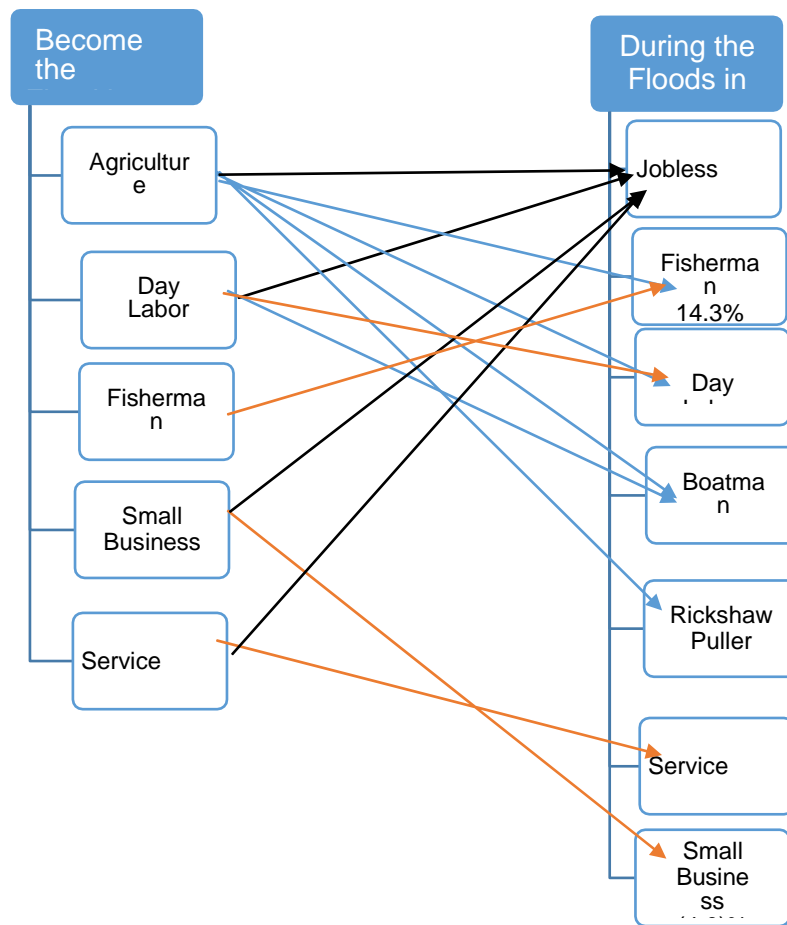 Become
the
During the
Floods in
Agricultur
e
Day
Labor
Fisherma
n
Small
Business
Service
Jobless
Fisherma
n
14.3%
Day
Boatma
n
Rickshaw
Puller
Service
Small
Busine
ss